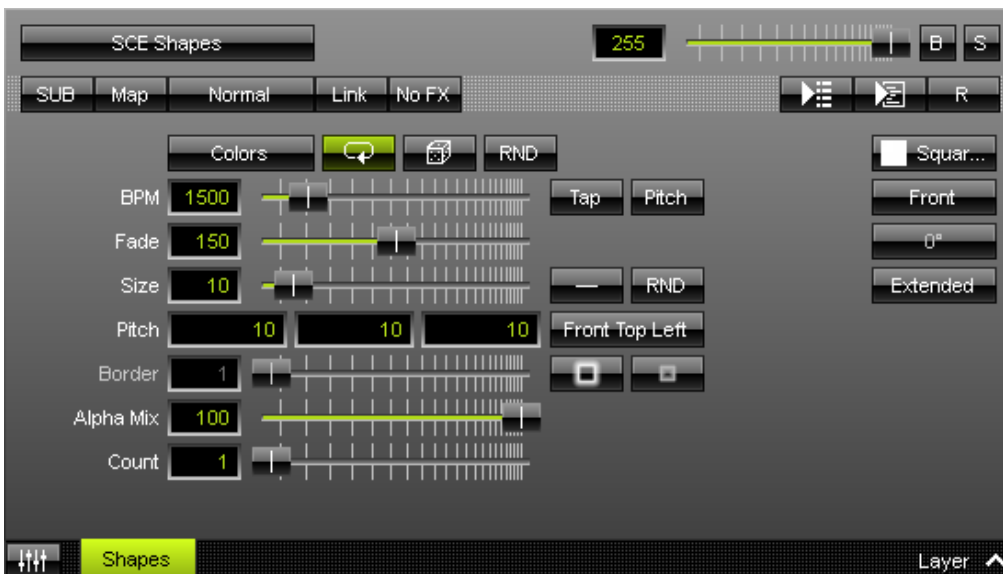 SCE Shapes 255 B S
SUB Map Normal Link No FX R
Colors RND Squar...
BPM 1500 Tap Pitch Front
Fade 150 0°
Size 10 RND Extended
Pitch 10 10 10 Front Top Left
Border 1
Alpha Mix 100
Count 1
Shapes Layer